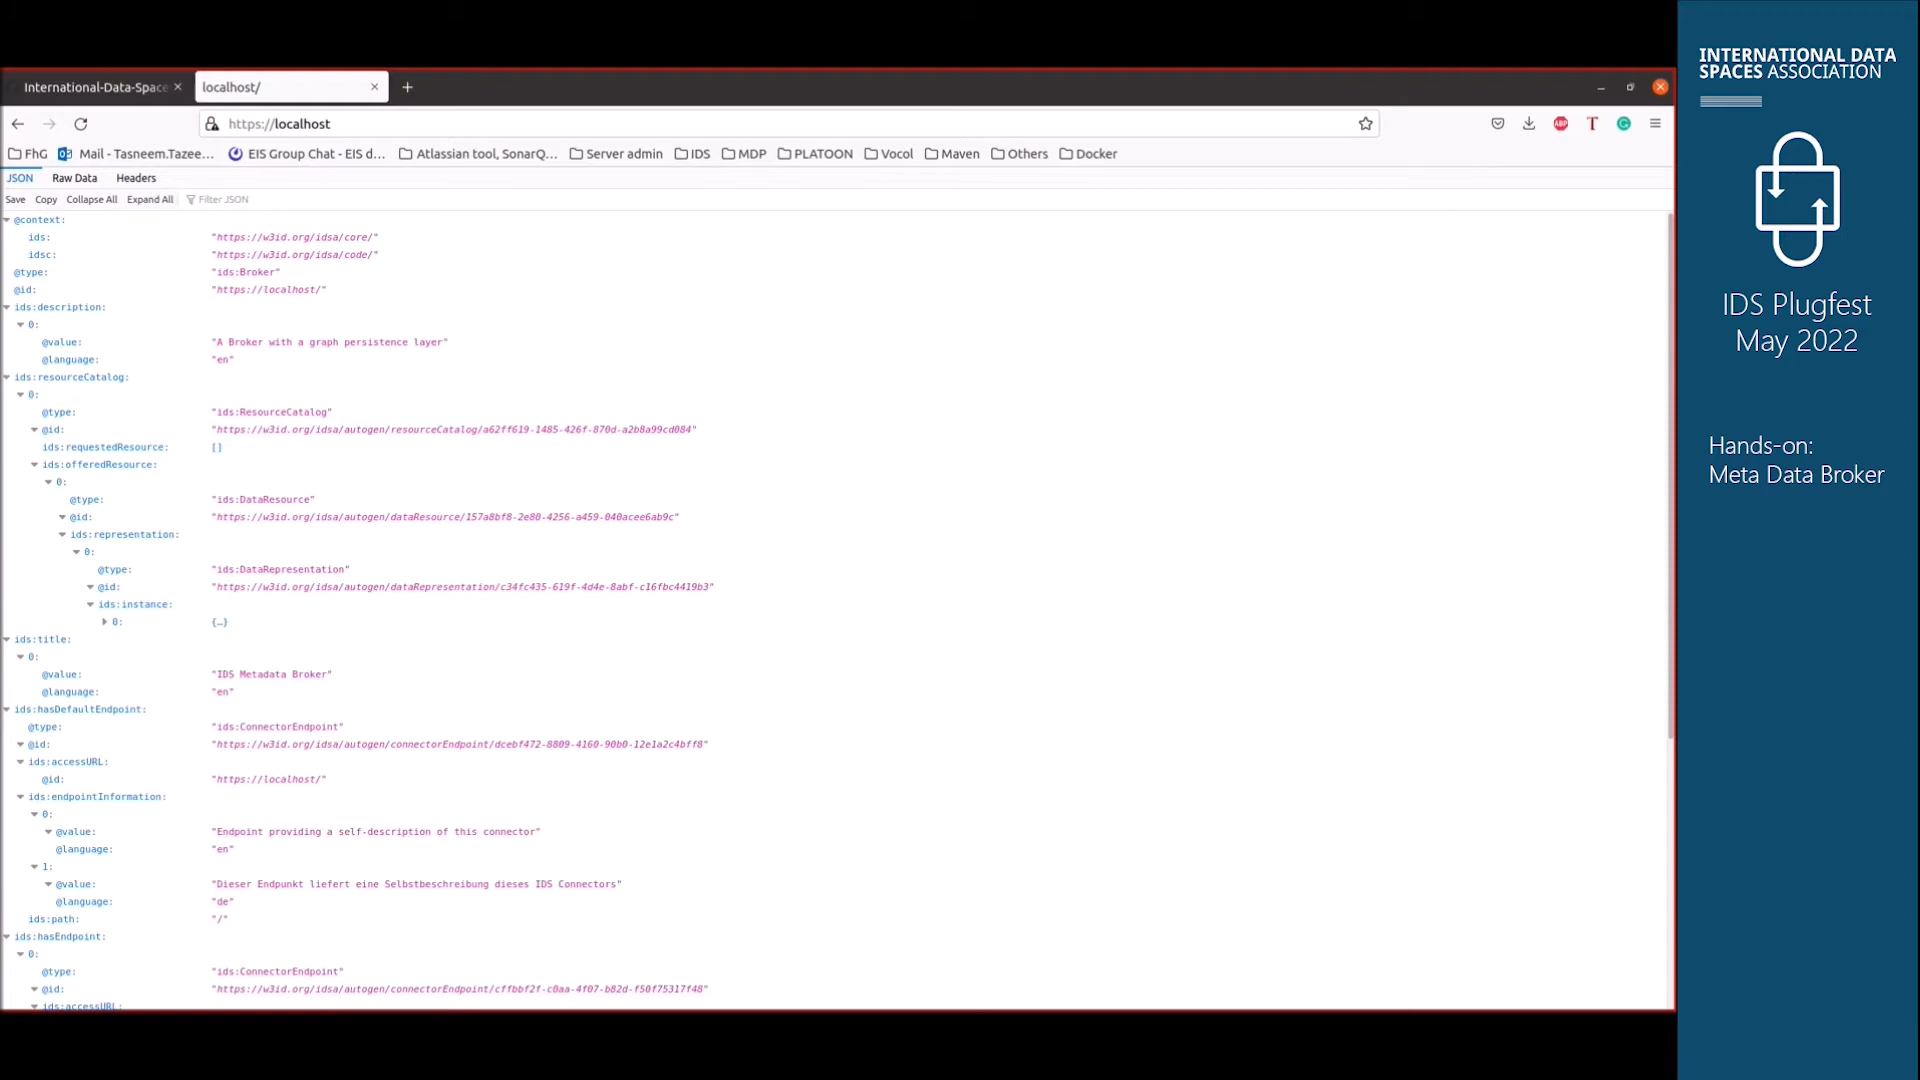 International-Data-Space
localhost/
https://localhost
FhG
Mail - Tasneem.Tazee...
EIS Group Chat - EIS d...
Atlassian tool, SonarQ...
Server admin
IDS
MDP
PLATOON
Vocol
Maven
Others
Docker
JSON
Raw Data
Headers
Save
Copy
Collapse All
Expand All
Filter JSON
@context:
ids: "https://w3id.org/idsa/core/"
idsc: "https://w3id.org/idsa/code/"
@type: "ids:Broker"
@id: "https://localhost/"
ids:description:
0:
@value: "A Broker with a graph persistence layer"
@language: "en"
ids:resourceCatalog:
0:
@type: "ids:ResourceCatalog"
@id: "https://w3id.org/idsa/autogen/resourceCatalog/a62ff619-1485-426f-870d-a2b8a99cd084"
ids:requestedResource: []
ids:offeredResource:
0:
@type: "ids:DataResource"
@id: "https://w3id.org/idsa/autogen/dataResource/157a8bf8-2e80-4256-a459-040acee6ab9c"
ids:representation:
0:
@type: "ids:DataRepresentation"
@id: "https://w3id.org/idsa/autogen/dataRepresentation/c34fc435-619f-4d4e-8abf-c16fbc4419b3"
ids:instance:
0: {…}
ids:title:
0:
@value: "IDS Metadata Broker"
@language: "en"
ids:hasDefaultEndpoint:
@type: "ids:ConnectorEndpoint"
@id: "https://w3id.org/idsa/autogen/connectorEndpoint/dcebf472-8809-4160-90b0-12e1a2c4bff8"
ids:accessURL:
@id: "https://localhost/"
ids:endpointInformation:
0:
@value: "Endpoint providing a self-description of this connector"
@language: "en"
1:
@value: "Dieser Endpunkt liefert eine Selbstbeschreibung dieses IDS Connectors"
@language: "de"
ids:path: "/"
ids:hasEndpoint:
0:
@type: "ids:ConnectorEndpoint"
@id: "https://w3id.org/idsa/autogen/connectorEndpoint/cffbbf2f-c0aa-4f07-b82d-f50f75317f48"
ids:accessURL:
INTERNATIONAL DATA
SPACES ASSOCIATION
IDS Plugfest
May 2022
Hands-on:
Meta Data Broker
ABP